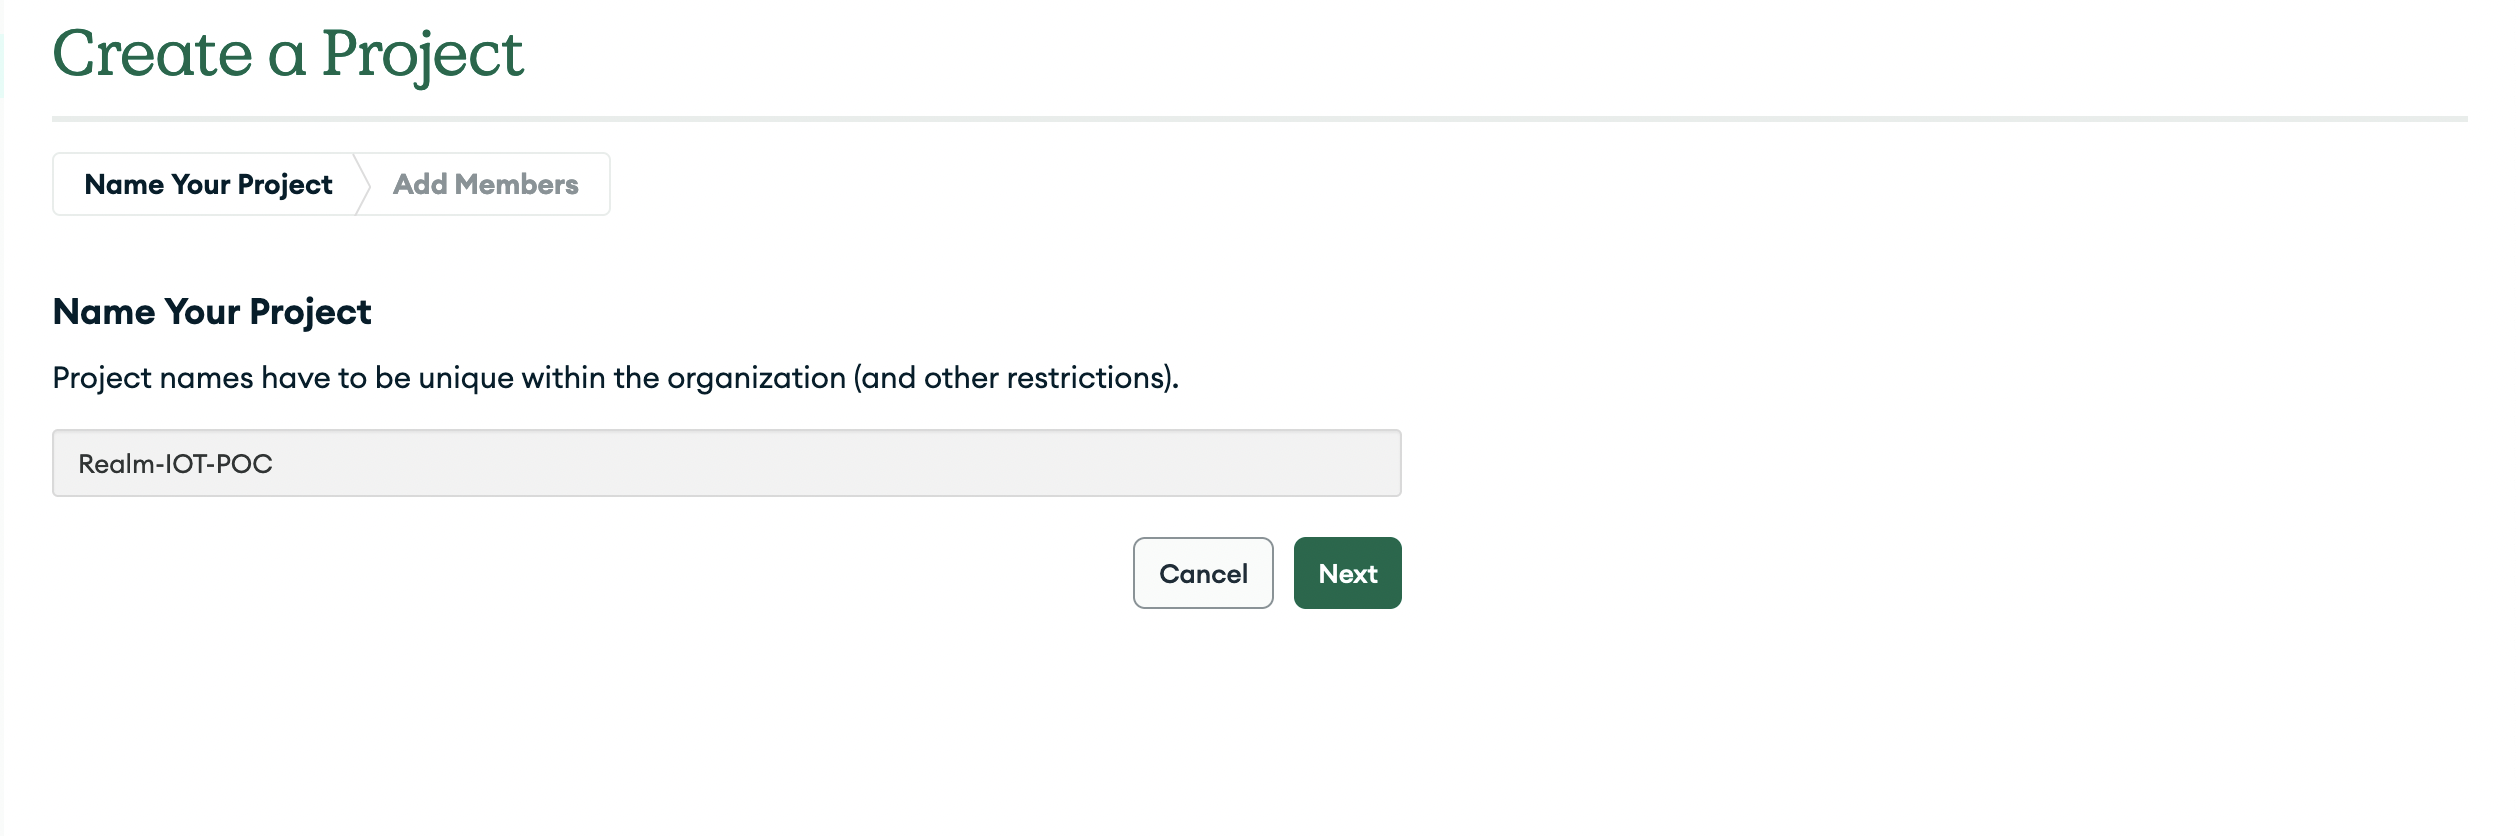 Create a Project
Name Your Project
Add Members
Name Your Project
Project names have to be unique within the organization (and other restrictions).
Realm-IOT-POC
Cancel
Next